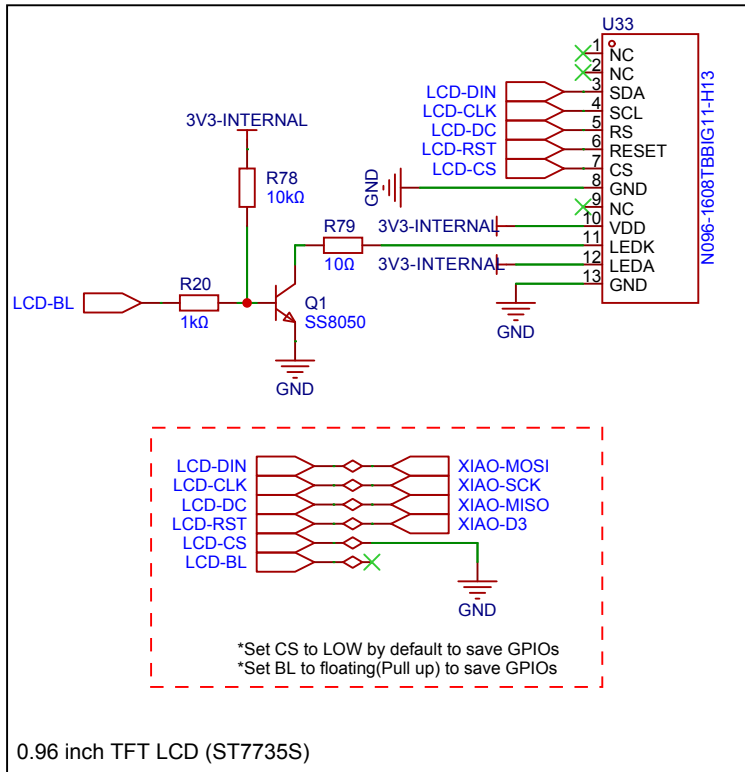 U33
1 NC
2 NC
LCD-DIN 3 SDA
LCD-CLK 4 SCL
LCD-DC 5 RS
LCD-RST 6 RESET
LCD-CS 7 CS
GND 8 GND
9 NC
3V3-INTERNAL 10 VDD
11 LEDK
3V3-INTERNAL 12 LEDA
13 GND
N096-1608TBBIG11-H13
GND
3V3-INTERNAL
R78
10kΩ
R79
10Ω
LCD-BL
R20
1kΩ
Q1
SS8050
GND
LCD-DIN XIAO-MOSI
LCD-CLK XIAO-SCK
LCD-DC XIAO-MISO
LCD-RST XIAO-D3
LCD-CS
LCD-BL
GND
*Set CS to LOW by default to save GPIOs
*Set BL to floating(Pull up) to save GPIOs
0.96 inch TFT LCD (ST7735S)